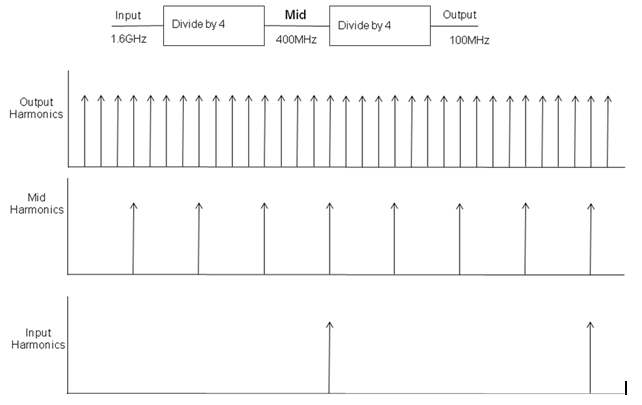 Input
Divide by 4
Mid
Divide by 4
Output
1.6GHz
400MHz
100MHz
Output
Harmonics
Mid
Harmonics
Input
Harmonics